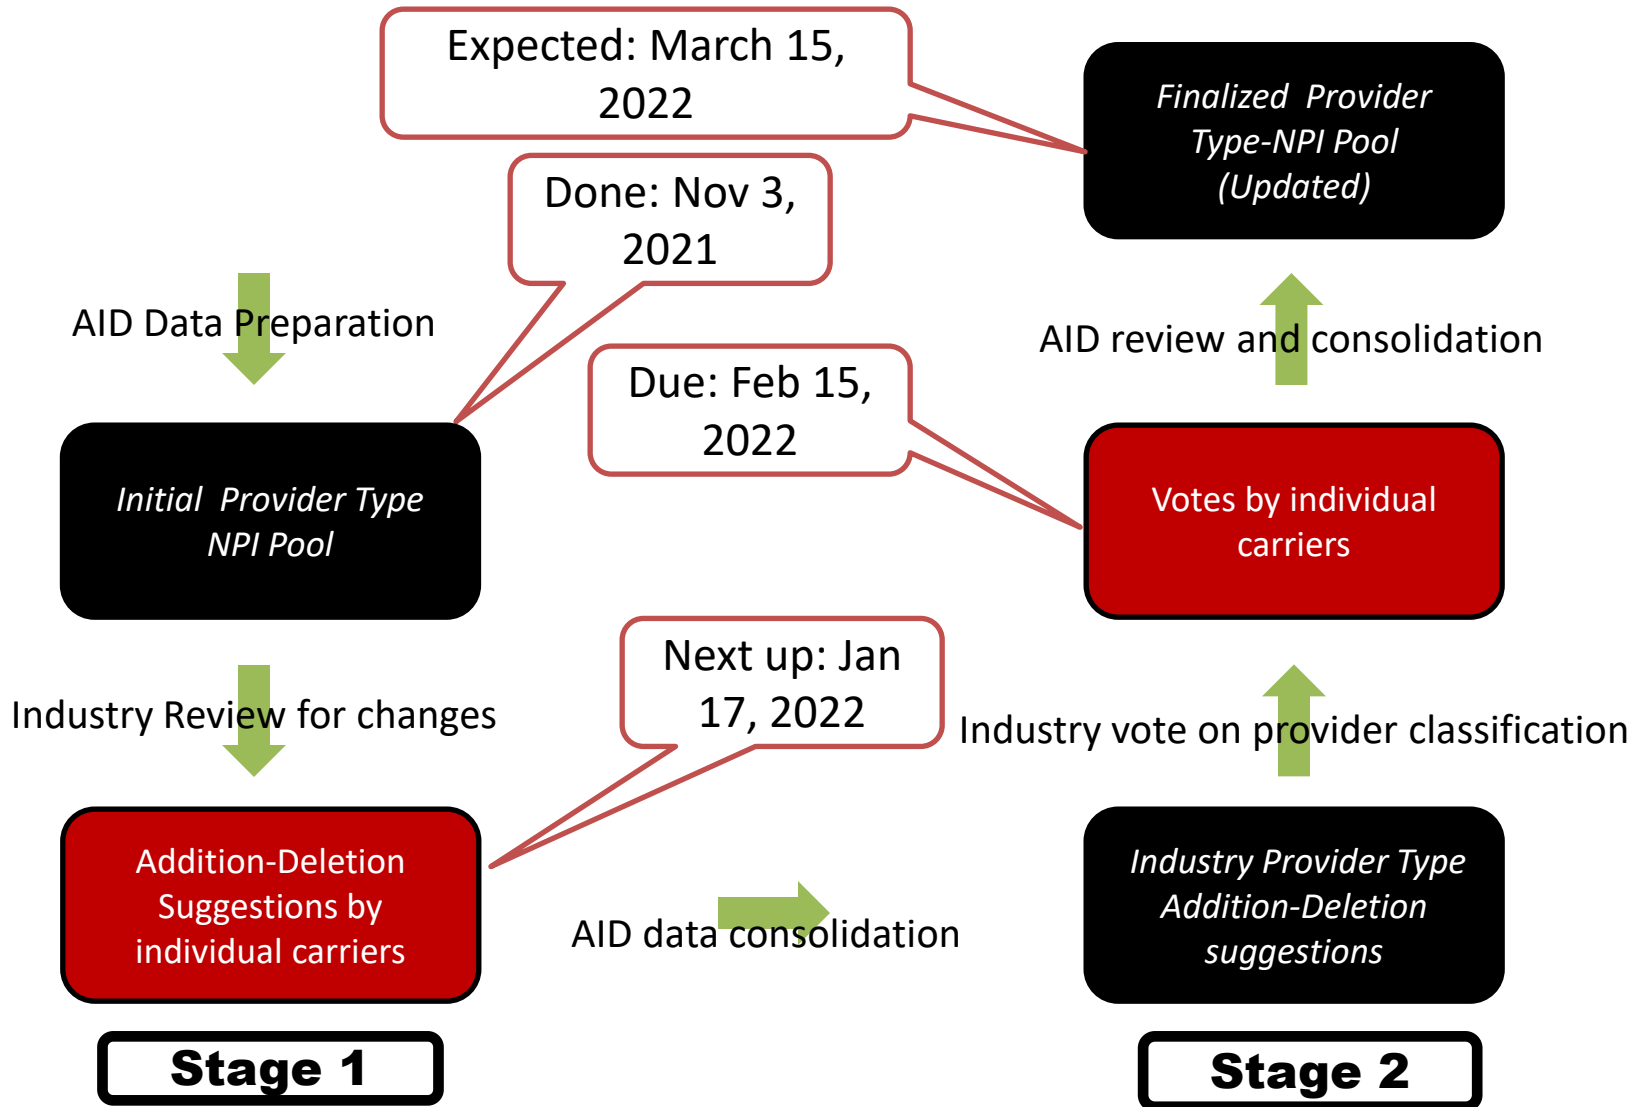 Expected: March 15,
2022
Finalized Provider
Type-NPI Pool
(Updated)
Done: Nov 3,
2021
AID Data Preparation
AID review and consolidation
Due: Feb 15,
2022
Initial Provider Type
NPI Pool
Votes by individual
carriers
Next up: Jan
17, 2022
Industry Review for changes
Industry vote on provider classification
Addition-Deletion
Suggestions by
individual carriers
AID data consolidation
Industry Provider Type
Addition-Deletion
suggestions
Stage 1
Stage 2